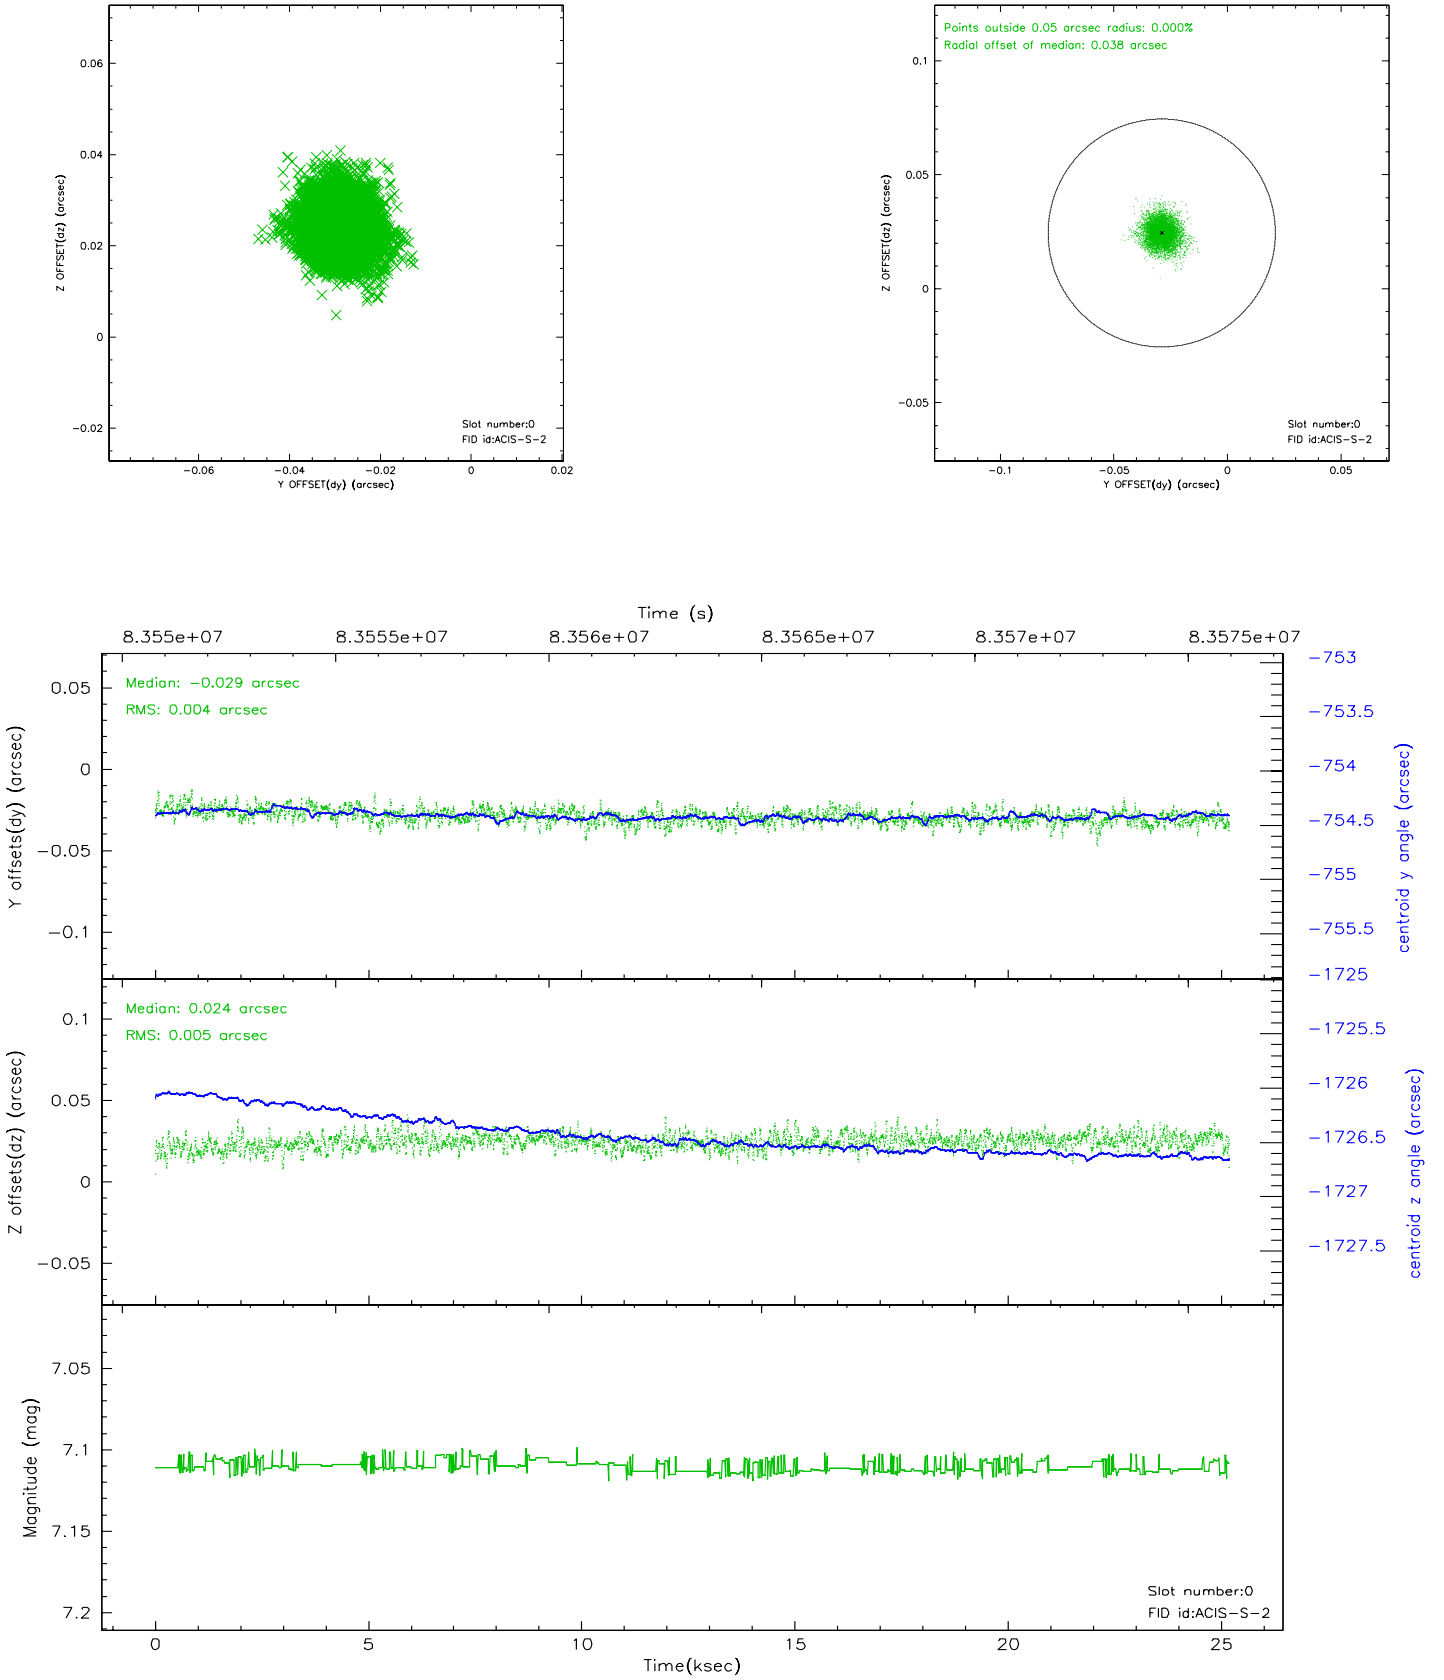 0.06
0.04
0.02
0
-0.02
Z OFFSET(dz) (arcsec)
Slot number:0
FID id:ACIS-S-2
-0.06 -0.04 -0.02 0 0.02
Y OFFSET(dy) (arcsec)
Points outside 0.05 arcsec radius: 0.000%
Radial offset of median: 0.038 arcsec
0.1
0.05
0
-0.05
Z OFFSET(dz) (arcsec)
Slot number:0
FID id:ACIS-S-2
-0.1 -0.05 0 0.05
Y OFFSET(dy) (arcsec)
Time (s)
8.355e+07 8.3555e+07 8.356e+07 8.3565e+07 8.357e+07 8.3575e+07
Median: -0.029 arcsec
RMS: 0.004 arcsec
0.05
0
-0.05
-0.1
Y offsets(dy) (arcsec)
-753
-753.5
-754
-754.5
-755
-755.5
centroid y angle (arcsec)
Median: 0.024 arcsec
RMS: 0.005 arcsec
0.1
0.05
0
-0.05
Z offsets(dz) (arcsec)
-1725
-1725.5
-1726
-1726.5
-1727
-1727.5
centroid z angle (arcsec)
7.05
7.1
7.15
7.2
Magnitude (mag)
Slot number:0
FID id:ACIS-S-2
0 5 10 15 20 25
Time(ksec)